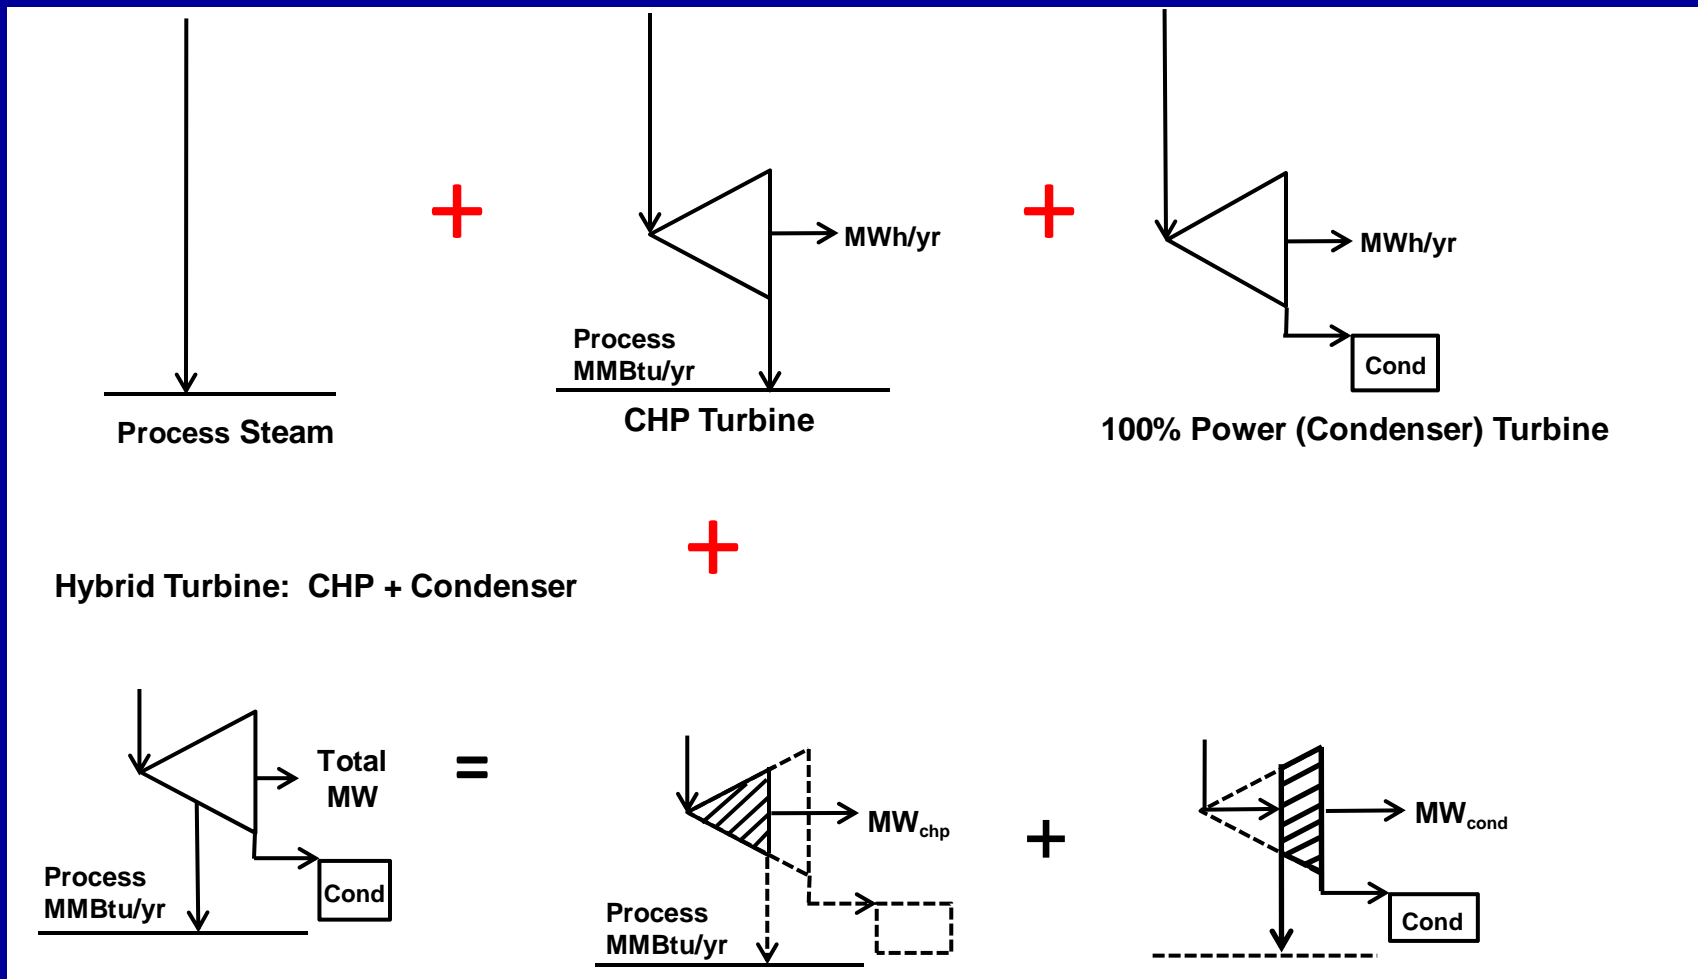 +
MWh/yr
+
MWh/yr
Process
MMBtu/yr
Cond
Process Steam
CHP Turbine
100% Power (Condenser) Turbine
+
Hybrid Turbine: CHP + Condenser
Total
MW
=
MWchp
+
MWcond
Process
MMBtu/yr
Cond
Process
MMBtu/yr
Cond